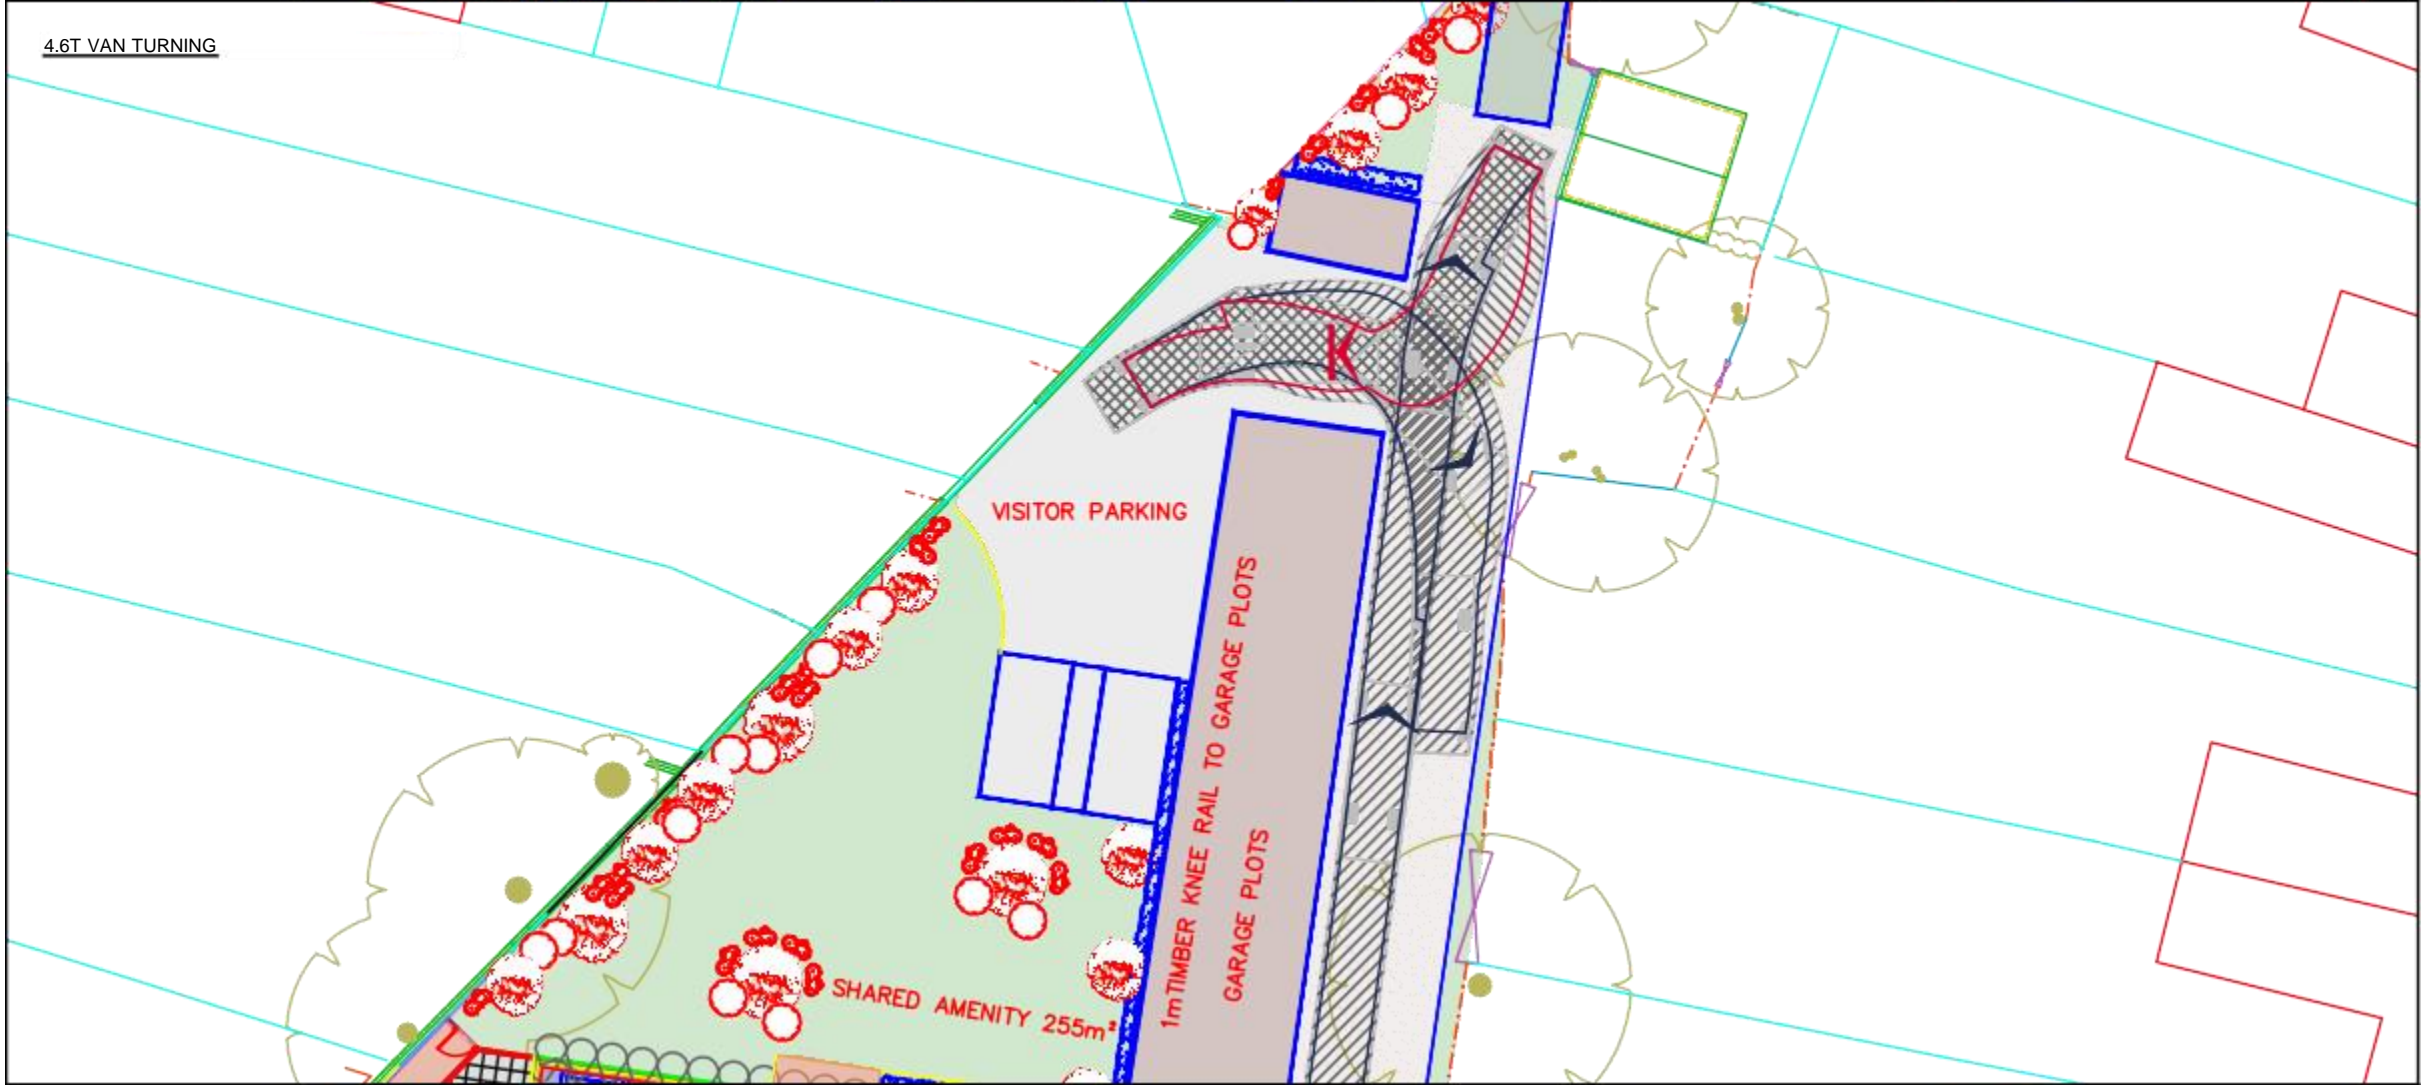 4.6T VAN TURNING
VISITOR PARKING
1m TIMBER KNEE RAIL TO GARAGE PLOTS
GARAGE PLOTS
SHARED AMENITY 255m²